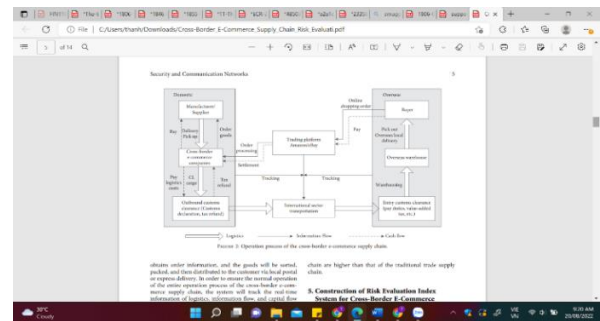 File
C:/Users/thanh/Downloads/Cross-Border_E-Commerce_Supply_Chain_Risk_Evaluati.pdf
5 of 14
Security and Communication Networks 5
Domestic
Overseas
Manufacturer/
Supplier
Buyer
Online
shopping order
Pay
Delivery
Pick-up
Order
goods
Pay
Pick out
Overseas local
delivery
Order
processing
Trading platform
Cross-border
e-commerce
companies
Settlement
Overseas warehouse
Pay
logistics
costs
Tax
refund
Trucking
Trucking
Warehousing
Outbound customs
clearance (Customs
declaration, tax refund)
International sector
transportation
Entry customs clearance
(pay duties, value-added
tax, etc.)
Logistics
Information flow
Cash flow
Figure 2: Operation process of the cross-border e-commerce supply chain.
obtains order information, and the goods will be sorted,
packed, and then distributed to the customer via local postal
or express delivery. In order to ensure the normal operation
of the entire operation process of the cross-border e-com-
merce supply chain, the system will track the real-time
information of logistics, information flow, and capital flow
chain are higher than that of the traditional trade supply
chain.
5. Construction of Risk Evaluation Index
System for Cross-Border E-Commerce
30°C
Cloudy
VIE
VN
9:20 AM
20/08/2022